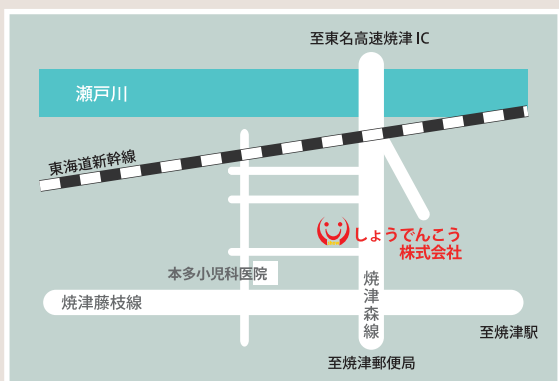 至東名高速焼津IC
瀬戸川
東海道新幹線
しょうでんこう
株式会社
本多小児科医院
焼津森線
焼津藤枝線
至焼津駅
至焼津郵便局